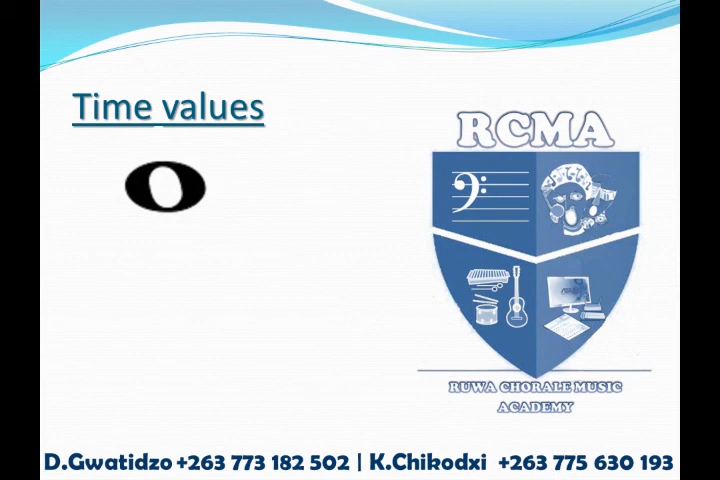 Time values
RCMA
RUWA CHORALE MUSIC
ACADEMY
D.Gwatidzo +263 773 182 502 | K.Chikodxi +263 775 630 193